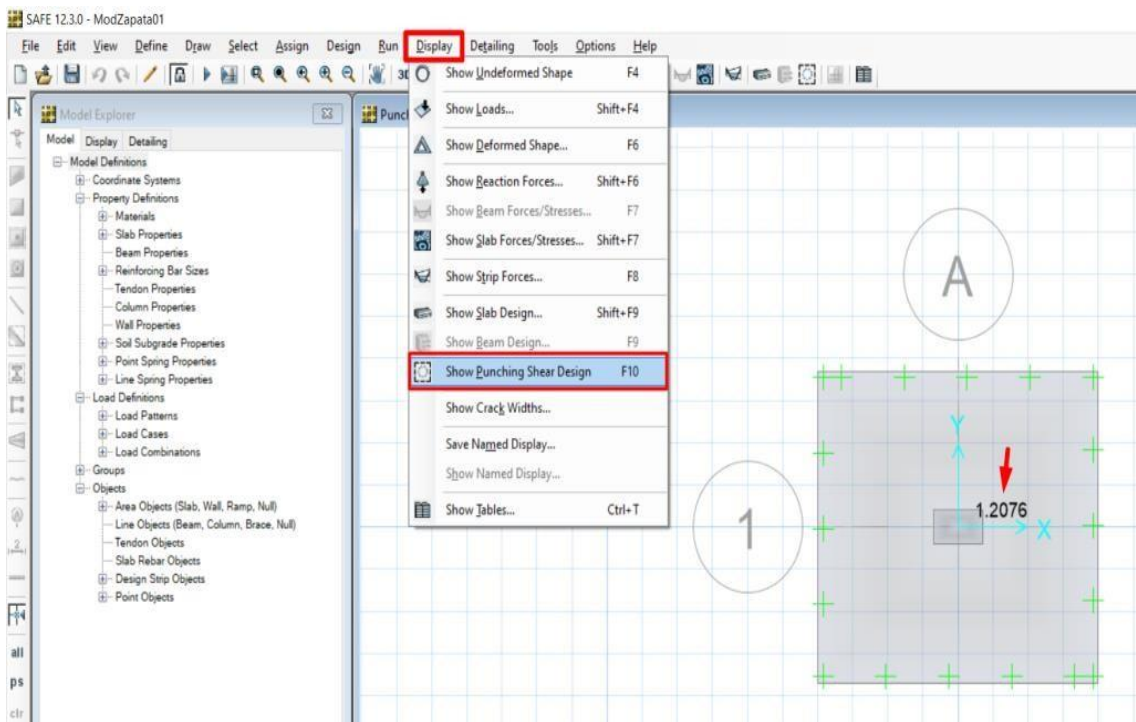 SAFE 12.3.0 - ModZapata01
File Edit View Define Draw Select Assign Design Run Display Detailing Tools Options Help
Model Explorer
Model Display Detailing
Model Definitions
Coordinate Systems
Property Definitions
Materials
Slab Properties
Beam Properties
Reinforcing Bar Sizes
Tendon Properties
Column Properties
Wall Properties
Soil Subgrade Properties
Point Spring Properties
Line Spring Properties
Load Definitions
Load Patterns
Load Cases
Load Combinations
Groups
Objects
Area Objects (Slab, Wall, Ramp, Null)
Line Objects (Beam, Column, Brace, Null)
Tendon Objects
Slab Rebar Objects
Design Strip Objects
Point Objects
all
ps
clr
Show Undeformed Shape F4
Show Loads... Shift+F4
Show Deformed Shape... F6
Show Reaction Forces... Shift+F6
Show Beam Forces/Stresses... F7
Show Slab Forces/Stresses... Shift+F7
Show Strip Forces... F8
Show Slab Design... Shift+F9
Show Beam Design... F9
Show Punching Shear Design F10
Show Crack Widths...
Save Named Display...
Show Named Display...
Show Tables... Ctrl+T
A
Y
1.2076
X
1